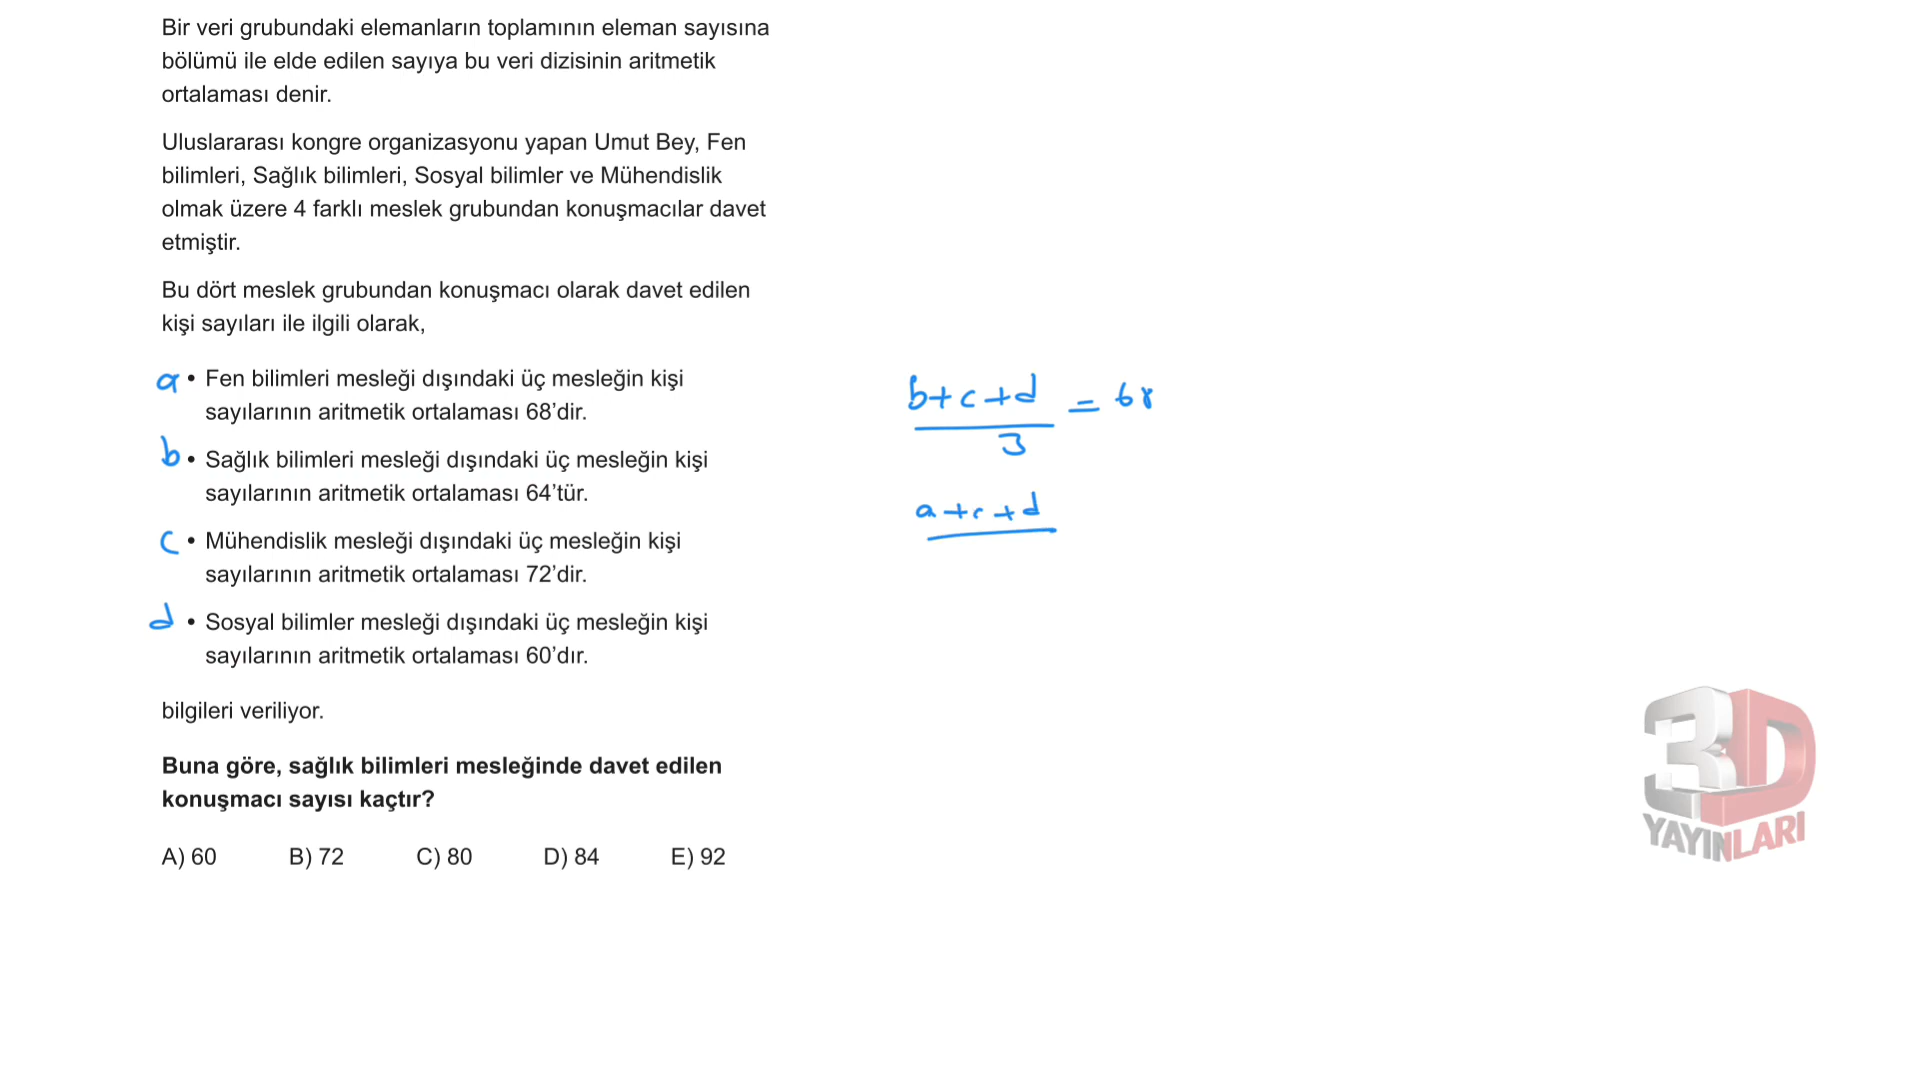 Bir veri grubundaki elemanların toplamının eleman sayısına
bölümü ile elde edilen sayıya bu veri dizisinin aritmetik
ortalaması denir.
Uluslararası kongre organizasyonu yapan Umut Bey, Fen
bilimleri, Sağlık bilimleri, Sosyal bilimler ve Mühendislik
olmak üzere 4 farklı meslek grubundan konuşmacılar davet
etmiştir.
Bu dört meslek grubundan konuşmacı olarak davet edilen
kişi sayıları ile ilgili olarak,
a • Fen bilimleri mesleği dışındaki üç mesleğin kişi
sayılarının aritmetik ortalaması 68’dir.
b • Sağlık bilimleri mesleği dışındaki üç mesleğin kişi
sayılarının aritmetik ortalaması 64’tür.
c • Mühendislik mesleği dışındaki üç mesleğin kişi
sayılarının aritmetik ortalaması 72’dir.
d • Sosyal bilimler mesleği dışındaki üç mesleğin kişi
sayılarının aritmetik ortalaması 60’dır.
bilgileri veriliyor.
Buna göre, sağlık bilimleri mesleğinde davet edilen
konuşmacı sayısı kaçtır?
A) 60 B) 72 C) 80 D) 84 E) 92
b+c+d = 68
3
a+c+d
3D
YAYINLARI